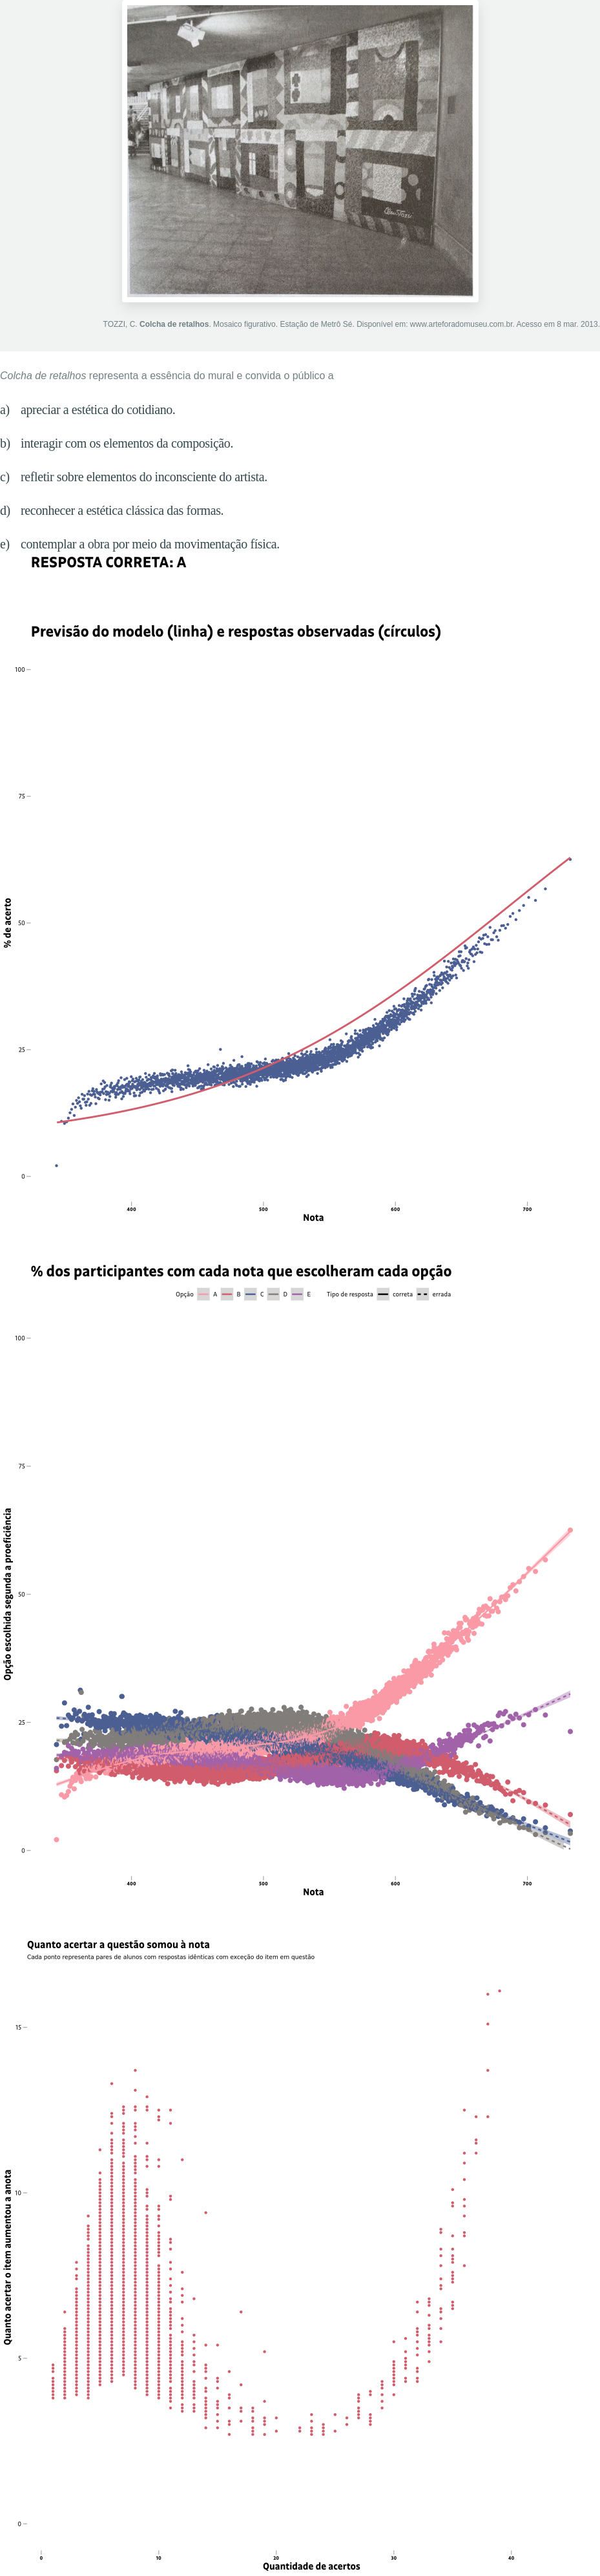 Cláudio Tozzi
TOZZI, C. Colcha de retalhos. Mosaico figurativo. Estação de Metrô Sé. Disponível em: www.arteforadomuseu.com.br. Acesso em 8 mar. 2013.
Colcha de retalhos representa a essência do mural e convida o público a
a) apreciar a estética do cotidiano.
b) interagir com os elementos da composição.
c) refletir sobre elementos do inconsciente do artista.
d) reconhecer a estética clássica das formas.
e) contemplar a obra por meio da movimentação física.
RESPOSTA CORRETA: A
Previsão do modelo (linha) e respostas observadas (círculos)
100
75
% de acerto
50
25
0
400 500 600 700
Nota
% dos participantes com cada nota que escolheram cada opção
Opção A B C D E Tipo de resposta correta errada
100
75
Opção escolhida segunda a proeficiência
50
25
0
400 500 600 700
Nota
Quanto acertar a questão somou à nota
Cada ponto representa pares de alunos com respostas idênticas com exceção do item em questão
15
10
Quanto acertar o item aumentou a anota
5
0
0 10 20 30 40
Quantidade de acertos